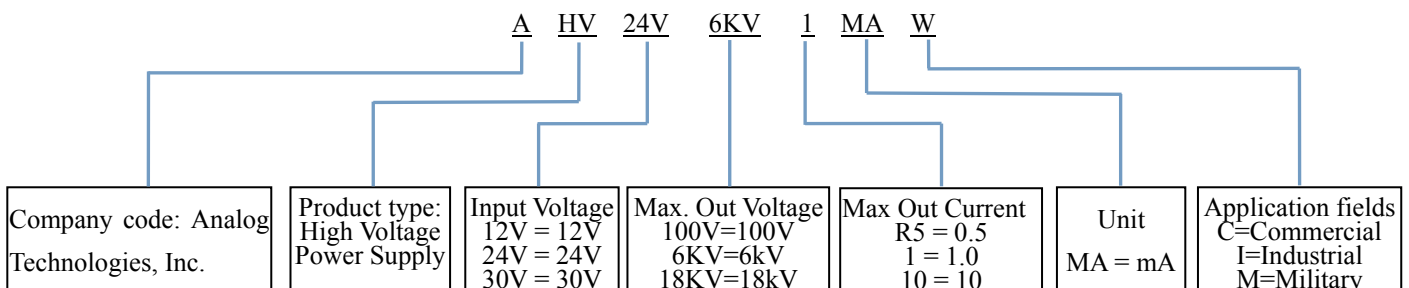 A HV 24V 6KV 1 MA W
Company code: Analog
Technologies, Inc.
Product type:
High Voltage
Power Supply
Input Voltage
12V = 12V
24V = 24V
30V = 30V
Max. Out Voltage
100V=100V
6KV=6kV
18KV=18kV
Max Out Current
R5 = 0.5
1 = 1.0
10 = 10
Unit
MA = mA
Application fields
C=Commercial
I=Industrial
M=Military